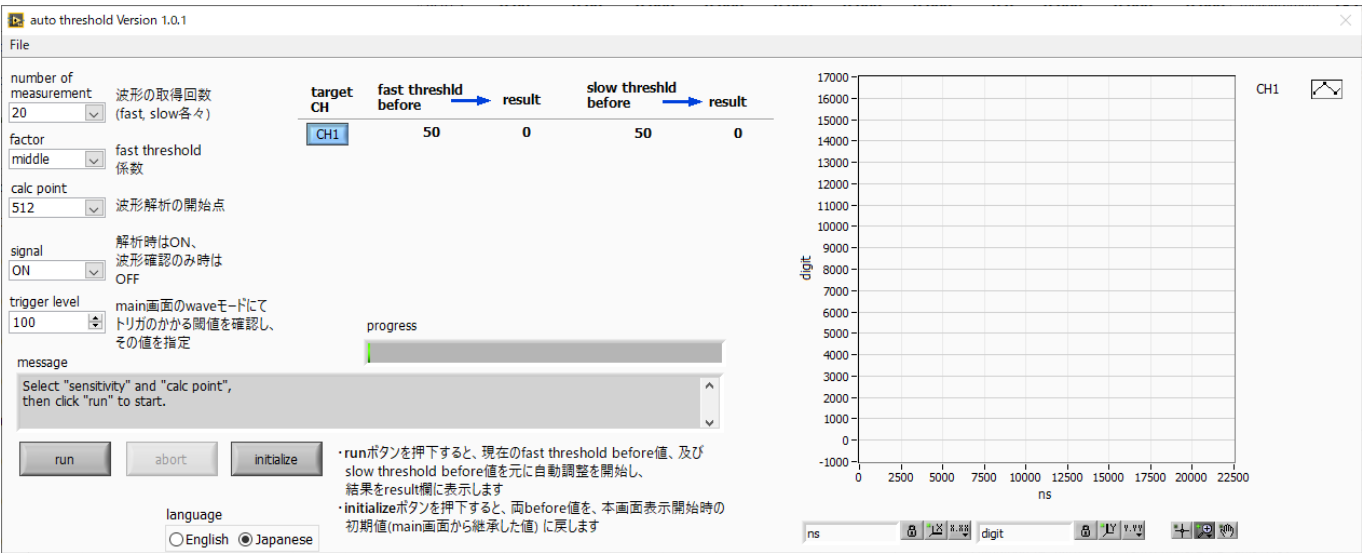 auto threshold Version 1.0.1
File
number of
measurement
20
波形の取得回数
(fast, slow各々)
factor
middle
fast threshold
係数
calc point
512
波形解析の開始点
signal
ON
解析時はON、
波形確認のみ時は
OFF
trigger level
100
main画面のwaveモードにて
トリガのかかる閾値を確認し、
その値を指定
target
CH
fast threshld
before
result
slow threshld
before
result
CH1
50
0
50
0
progress
message
Select "sensitivity" and "calc point",
then click "run" to start.
run
abort
initialize
・runボタンを押下すると、現在のfast threshold before値、及び
slow threshold before値を元に自動調整を開始し、
結果をresult欄に表示します
・initializeボタンを押下すると、両before値を、本画面表示開始時の
初期値(main画面から継承した値) に戻します
language
English
Japanese
17000
16000
15000
14000
13000
12000
11000
10000
9000
8000
7000
6000
5000
4000
3000
2000
1000
0
-1000
digit
0 2500 5000 7500 10000 12500 15000 17500 20000 22500
ns
CH1
ns
digit